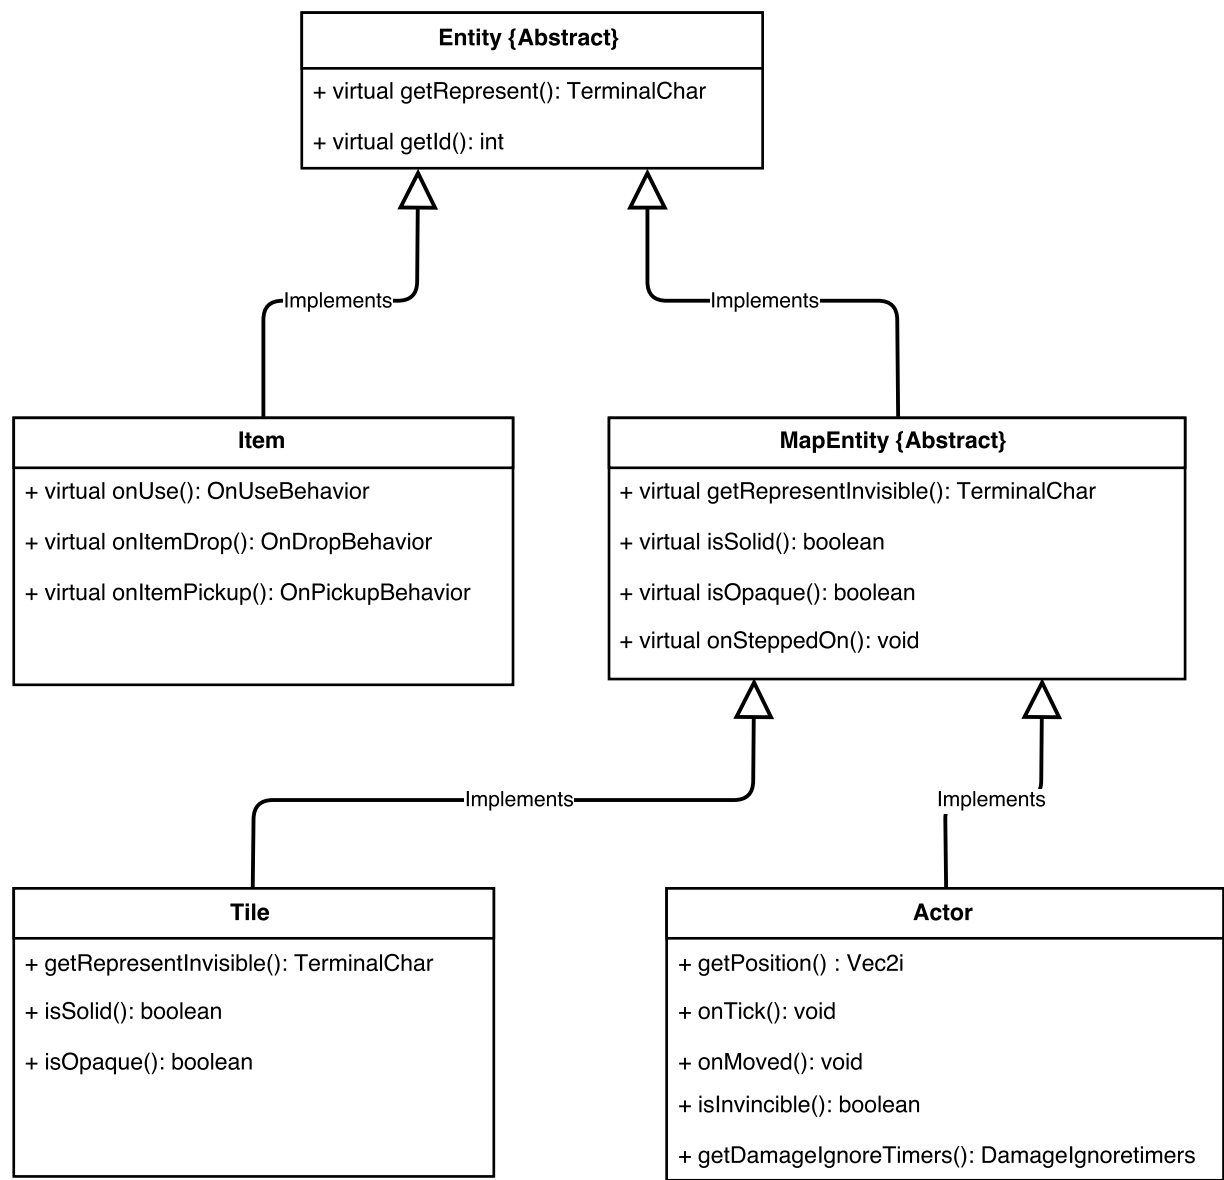 Entity {Abstract}
+ virtual getRepresent(): TerminalChar
+ virtual getId(): int
Implements
Implements
Item
+ virtual onUse(): OnUseBehavior
+ virtual onItemDrop(): OnDropBehavior
+ virtual onItemPickup(): OnPickupBehavior
MapEntity {Abstract}
+ virtual getRepresentInvisible(): TerminalChar
+ virtual isSolid(): boolean
+ virtual isOpaque(): boolean
+ virtual onSteppedOn(): void
Implements
Implements
Tile
+ getRepresentInvisible(): TerminalChar
+ isSolid(): boolean
+ isOpaque(): boolean
Actor
+ getPosition() : Vec2i
+ onTick(): void
+ onMoved(): void
+ isInvincible(): boolean
+ getDamageIgnoreTimers(): DamageIgnoretimers